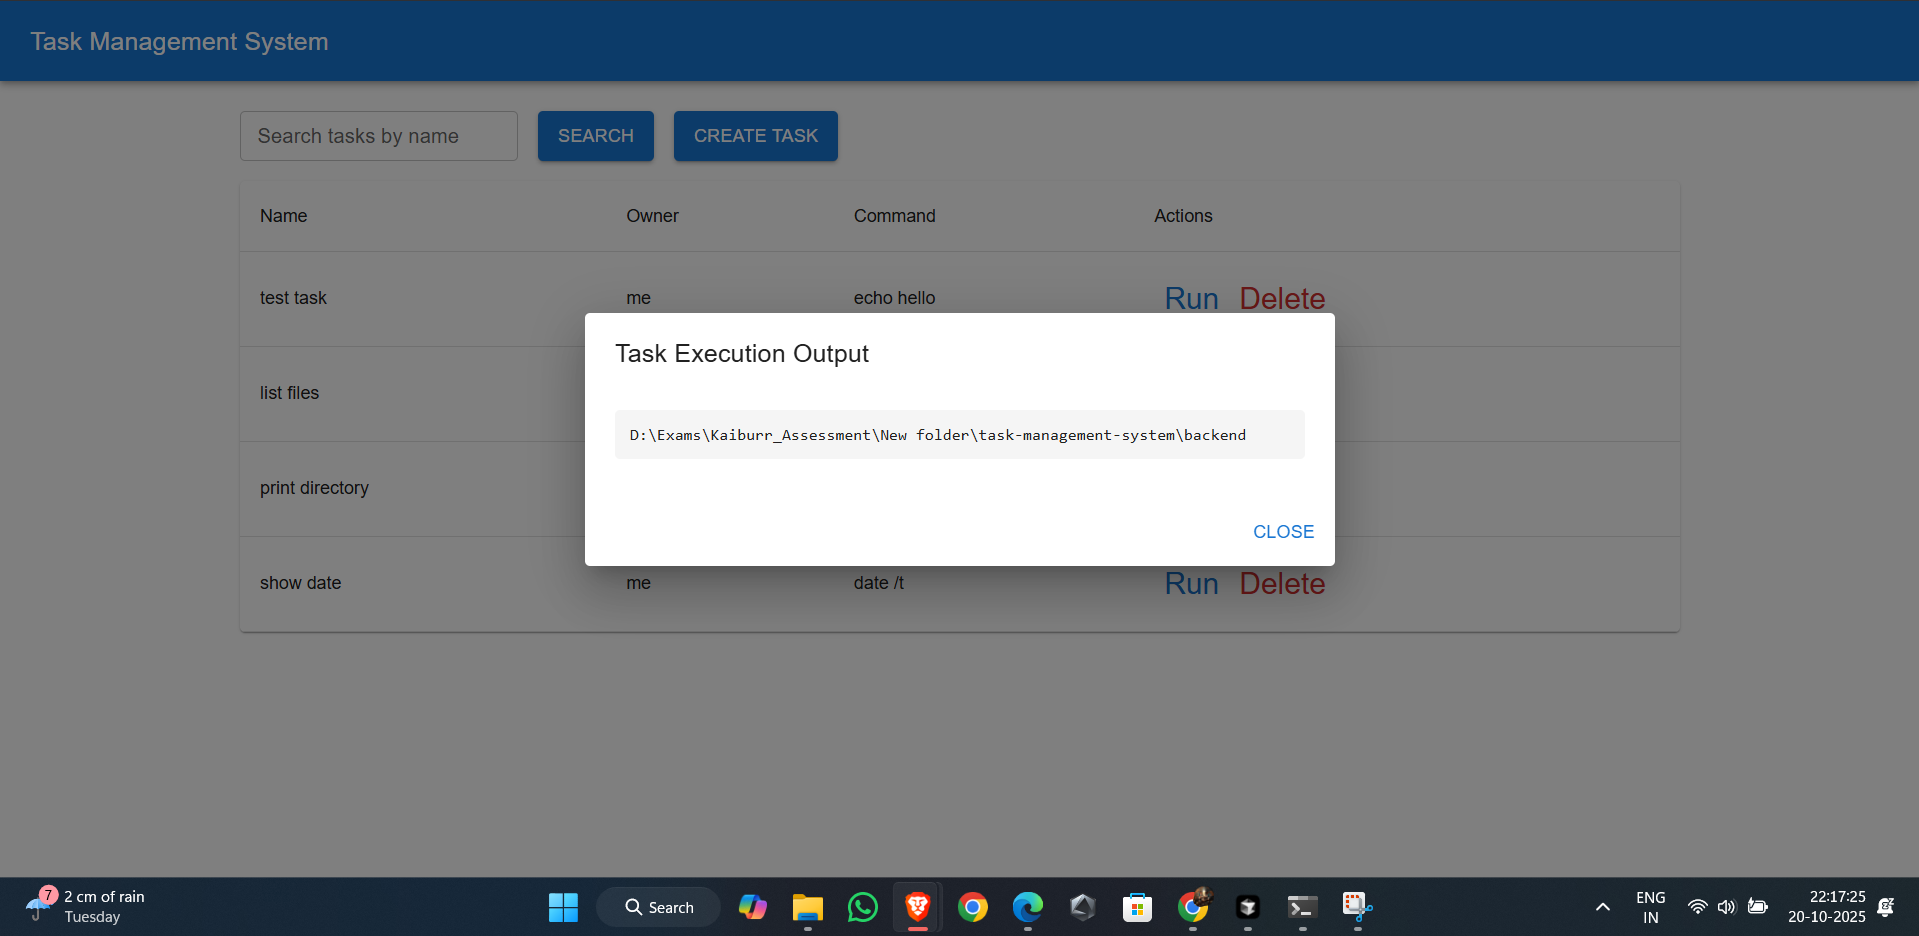 Task Management System
Search tasks by name
SEARCH
CREATE TASK
Name Owner Command Actions
test task me echo hello Run Delete
list files
print directory
show date me date /t Run Delete
Task Execution Output
D:\Exams\Kaiburr_Assessment\New folder\task-management-system\backend
CLOSE
7
2 cm of rain
Tuesday
Search
ENG
IN
22:17:25
20-10-2025